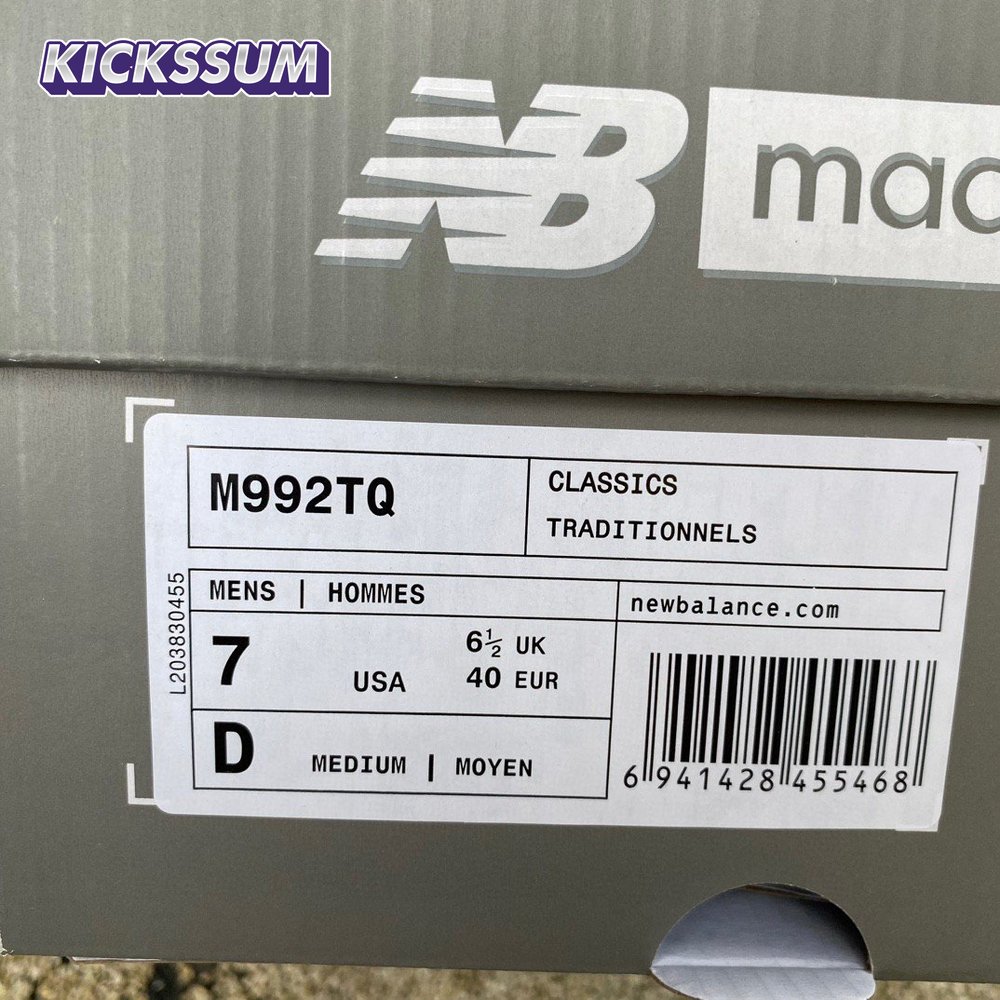 KICKSSUM
NB
M992TQ
CLASSICS
TRADITIONNELS
L203830455
MENS | HOMMES
7 USA
6½ UK
40 EUR
D MEDIUM | MOYEN
newbalance.com
6 941428 455468